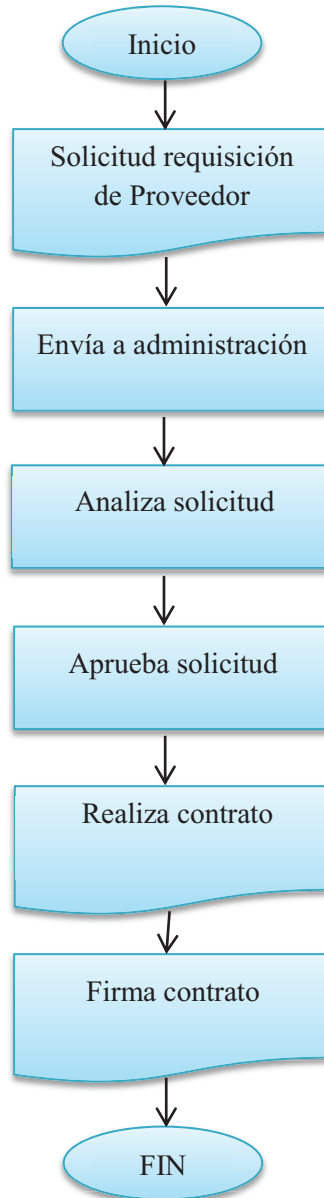 Inicio
Solicitud requisición
de Proveedor
Envía a administración
Analiza solicitud
Aprueba solicitud
Realiza contrato
Firma contrato
FIN